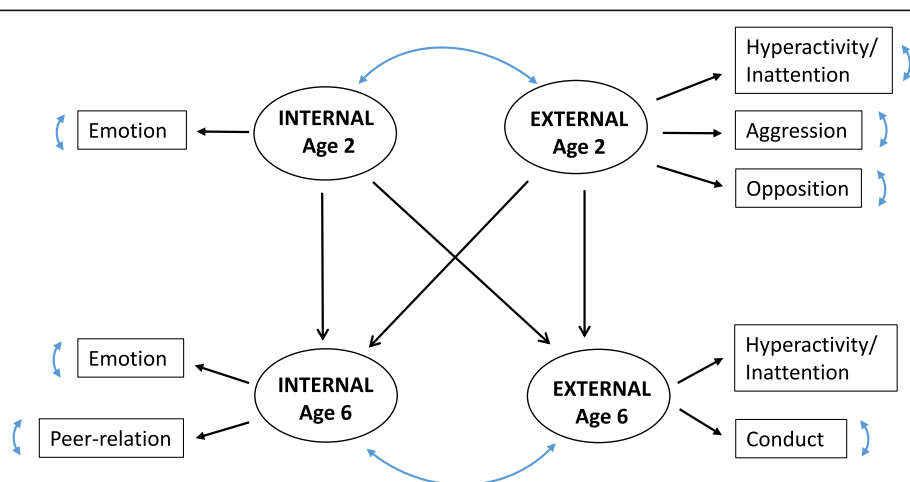 Hyperactivity/
Inattention
INTERNAL
Age 2
EXTERNAL
Age 2
Emotion
Aggression
Opposition
Emotion
INTERNAL
Age 6
EXTERNAL
Age 6
Hyperactivity/
Inattention
Peer-relation
Conduct